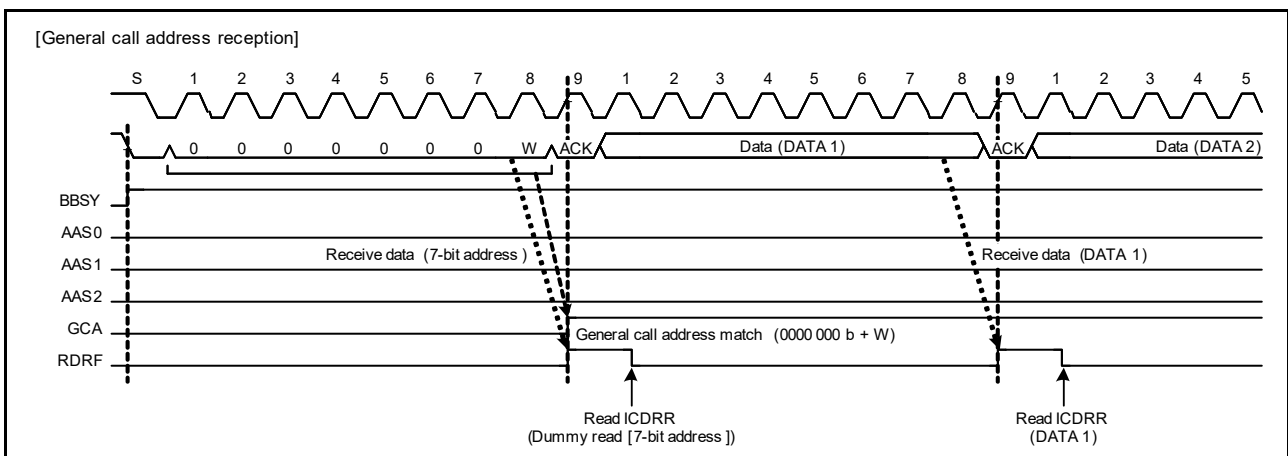 [General call address reception]
S 1 2 3 4 5 6 7 8 9 1 2 3 4 5 6 7 8 9 1 2 3 4 5
0 0 0 0 0 0 0 W ACK Data (DATA 1) ACK Data (DATA 2)
BBSY
AAS0
Receive data (7-bit address ) Receive data (DATA 1)
AAS1
AAS2
GCA
General call address match (0000 000 b + W)
RDRF
Read ICDRR
(Dummy read [7-bit address ])
Read ICDRR
(DATA 1)